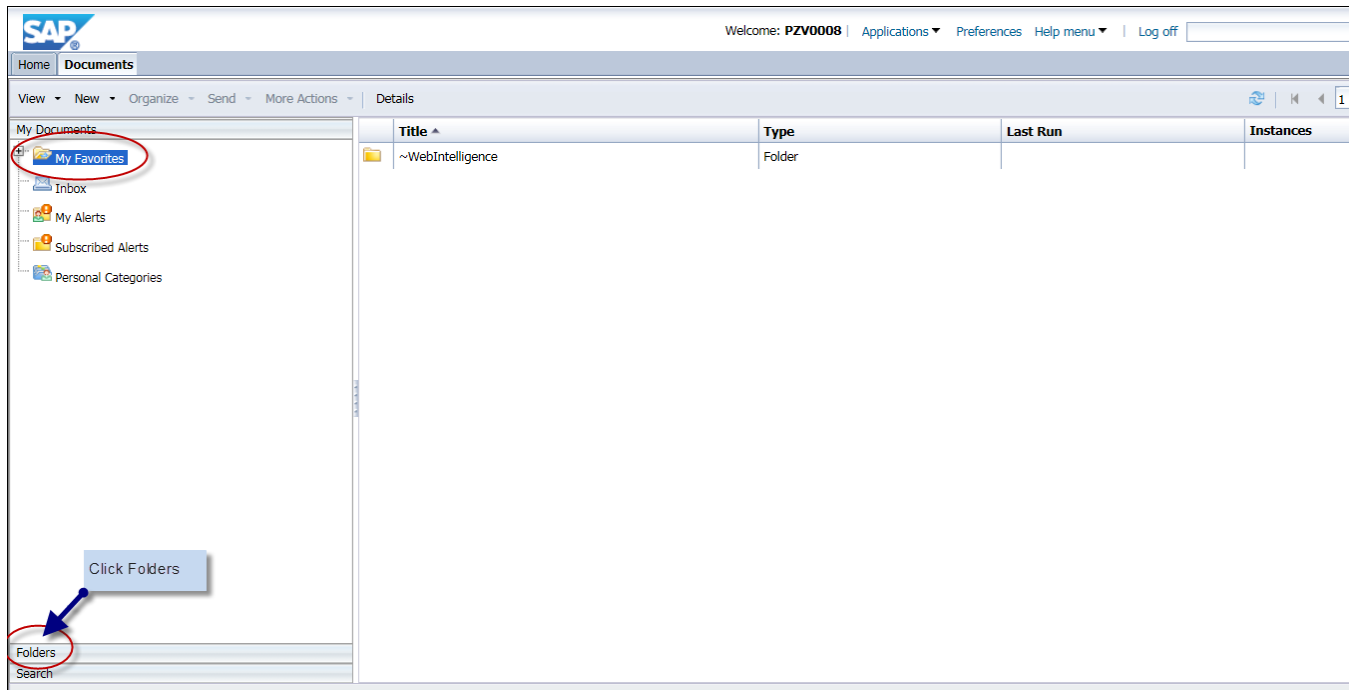 SAP®
Welcome: PZV0008 | Applications Preferences Help menu | Log off
Home Documents
View New Organize Send More Actions | Details 1
My Documents
Title Type Last Run Instances
My Favorites
~WebIntelligence Folder
Inbox
My Alerts
Subscribed Alerts
Personal Categories
Click Folders
Folders
Search